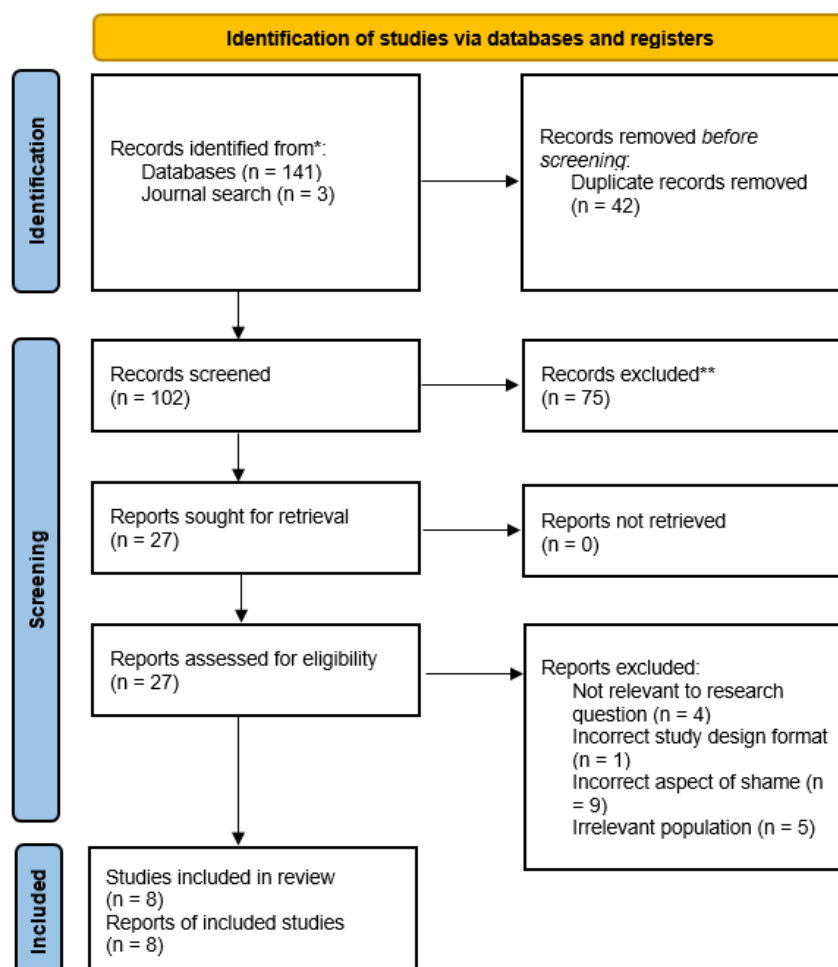 Identification of studies via databases and registers
Identification
Records identified from*:
Databases (n = 141)
Journal search (n = 3)
Records removed before
screening:
Duplicate records removed
(n = 42)
Screening
Records screened
(n = 102)
Records excluded**
(n = 75)
Reports sought for retrieval
(n = 27)
Reports not retrieved
(n = 0)
Reports assessed for eligibility
(n = 27)
Reports excluded:
Not relevant to research
question (n = 4)
Incorrect study design format
(n = 1)
Incorrect aspect of shame (n
= 9)
Irrelevant population (n = 5)
Included
Studies included in review
(n = 8)
Reports of included studies
(n = 8)